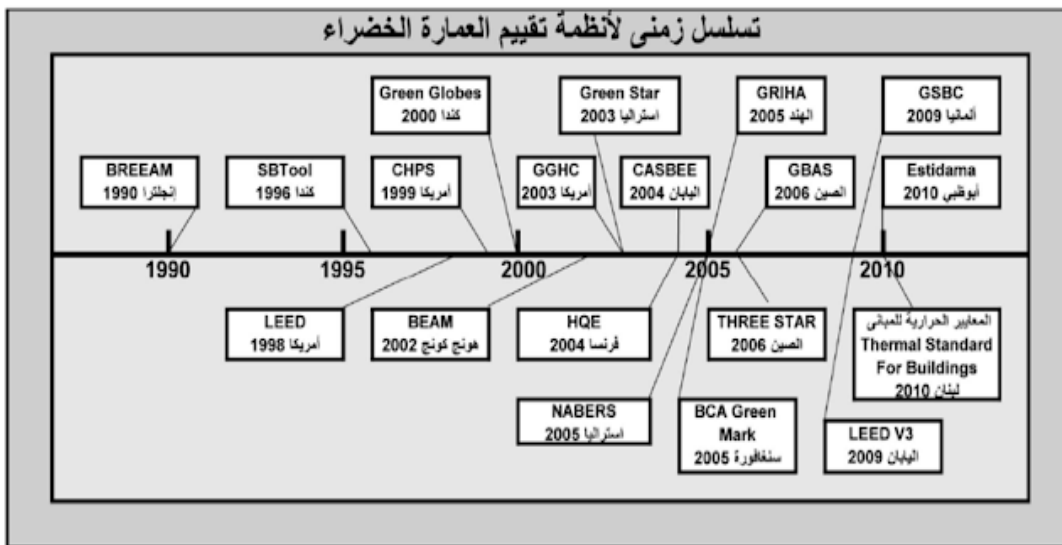 تسلسل زمنى لأنظمة تقييم العمارة الخضراء
Green Globes
كندا 2000
Green Star
استراليا 2003
GRIHA
الهند 2005
GSBC
ألمانيا 2009
BREEAM
إنجلترا 1990
SBTool
كندا 1996
CHPS
أمريكا 1999
GGHC
أمريكا 2003
CASBEE
اليابان 2004
GBAS
الصين 2006
Estidama
أبوظبي 2010
1990
1995
2000
2005
2010
LEED
أمريكا 1998
BEAM
هونج كونج 2002
HQE
فرنسا 2004
THREE STAR
الصين 2006
المعايير الحرارية للمبانى
Thermal Standard
For Buildings
لبنان 2010
NABERS
استراليا 2005
BCA Green
Mark
سنغافورة 2005
LEED V3
اليابان 2009